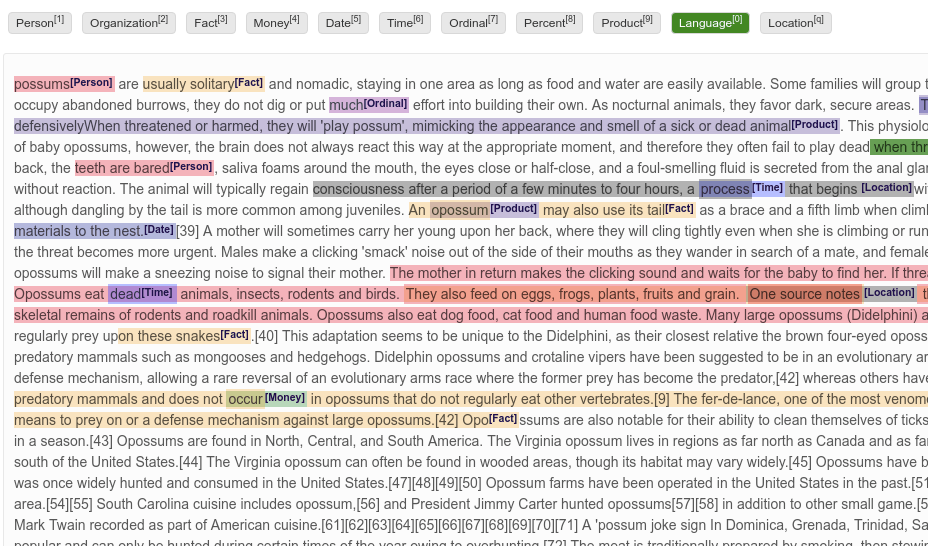 Person[1] Organization[2] Fact[3] Money[4] Date[5] Time[6] Ordinal[7] Percent[8] Product[9] Language[0] Location[q]
possums[Person] are usually solitary[Fact] and nomadic, staying in one area as long as food and water are easily available. Some families will group t
occupy abandoned burrows, they do not dig or put much[Ordinal] effort into building their own. As nocturnal animals, they favor dark, secure areas. T
defensivelyWhen threatened or harmed, they will 'play possum', mimicking the appearance and smell of a sick or dead animal[Product]. This physiolo
of baby opossums, however, the brain does not always react this way at the appropriate moment, and therefore they often fail to play dead when thr
back, the teeth are bared[Person], saliva foams around the mouth, the eyes close or half-close, and a foul-smelling fluid is secreted from the anal glan
without reaction. The animal will typically regain consciousness after a period of a few minutes to four hours, a process[Time] that begins [Location]wi
although dangling by the tail is more common among juveniles. An opossum[Product] may also use its tail[Fact] as a brace and a fifth limb when climb
materials to the nest.[Date][39] A mother will sometimes carry her young upon her back, where they will cling tightly even when she is climbing or run
the threat becomes more urgent. Males make a clicking 'smack' noise out of the side of their mouths as they wander in search of a mate, and female
opossums will make a sneezing noise to signal their mother. The mother in return makes the clicking sound and waits for the baby to find her. If threa
Opossums eat dead[Time] animals, insects, rodents and birds. They also feed on eggs, frogs, plants, fruits and grain. One source notes [Location] th
skeletal remains of rodents and roadkill animals. Opossums also eat dog food, cat food and human food waste. Many large opossums (Didelphini) a
regularly prey upon these snakes[Fact].[40] This adaptation seems to be unique to the Didelphini, as their closest relative the brown four-eyed oposs
predatory mammals such as mongooses and hedgehogs. Didelphin opossums and crotaline vipers have been suggested to be in an evolutionary ar
defense mechanism, allowing a rare reversal of an evolutionary arms race where the former prey has become the predator,[42] whereas others have
predatory mammals and does not occur[Money] in opossums that do not regularly eat other vertebrates.[9] The fer-de-lance, one of the most venomo
means to prey on or a defense mechanism against large opossums.[42] Opo[Fact]ssums are also notable for their ability to clean themselves of ticks
in a season.[43] Opossums are found in North, Central, and South America. The Virginia opossum lives in regions as far north as Canada and as fa
south of the United States.[44] The Virginia opossum can often be found in wooded areas, though its habitat may vary widely.[45] Opossums have b
was once widely hunted and consumed in the United States.[47][48][49][50] Opossum farms have been operated in the United States in the past.[51
area.[54][55] South Carolina cuisine includes opossum,[56] and President Jimmy Carter hunted opossums[57][58] in addition to other small game.[5
Mark Twain recorded as part of American cuisine.[61][62][63][64][65][66][67][68][69][70][71] A 'possum joke sign In Dominica, Grenada, Trinidad, Sa
popular and can only be hunted during certain times of the year owing to overhunting.[72] The meat is traditionally prepared by smoking, then stewin